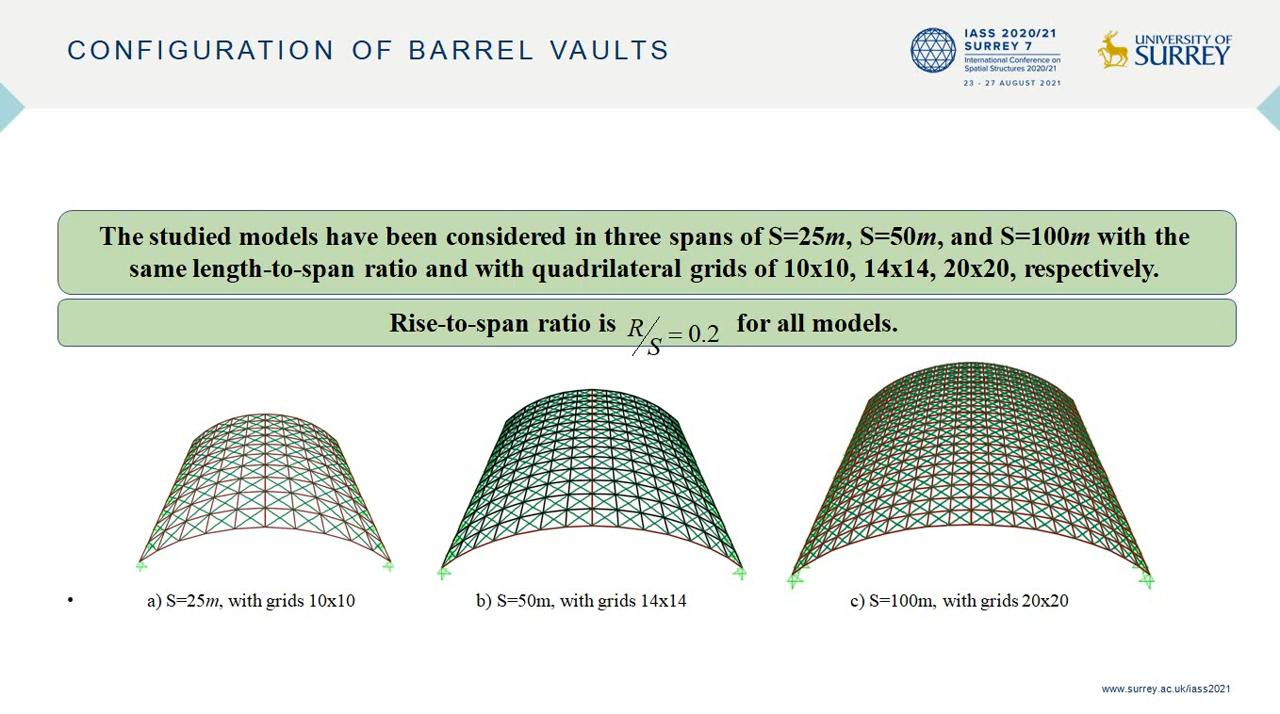 CONFIGURATION OF BARREL VAULTS
IASS 2020/21
SURREY 7
International Conference on
Spatial Structures 2020/21
23 - 27 AUGUST 2021
UNIVERSITY OF
SURREY
The studied models have been considered in three spans of S=25m, S=50m, and S=100m with the
same length-to-span ratio and with quadrilateral grids of 10x10, 14x14, 20x20, respectively.
Rise-to-span ratio is R/S = 0.2 for all models.
• a) S=25m, with grids 10x10
b) S=50m, with grids 14x14
c) S=100m, with grids 20x20
www.surrey.ac.uk/iass2021